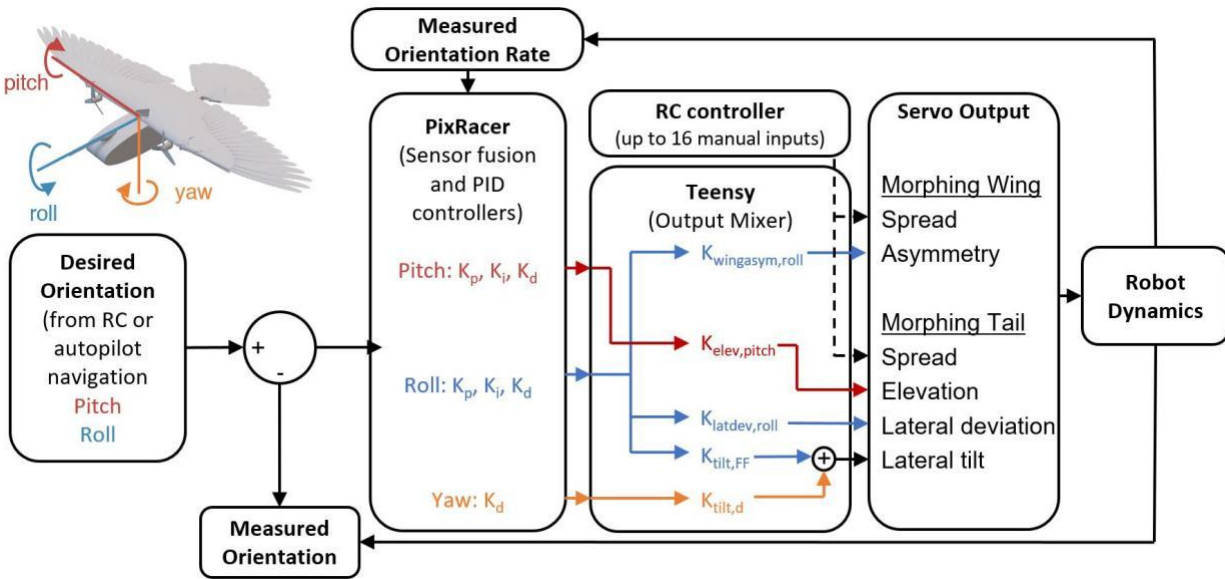 pitch
roll
yaw
Measured
Orientation Rate
Desired
Orientation
(from RC or
autopilot
navigation
Pitch
Roll
+
-
Measured
Orientation
PixRacer
(Sensor fusion
and PID
controllers)
Pitch: Kp, Ki, Kd
Roll: Kp, Ki, Kd
Yaw: Kd
RC controller
(up to 16 manual inputs)
Teensy
(Output Mixer)
Kwingasym,roll
Kelev,pitch
Klatdev,roll
Ktilt,FF
Ktilt,d
+
Servo Output
Morphing Wing
Spread
Asymmetry
Morphing Tail
Spread
Elevation
Lateral deviation
Lateral tilt
Robot
Dynamics